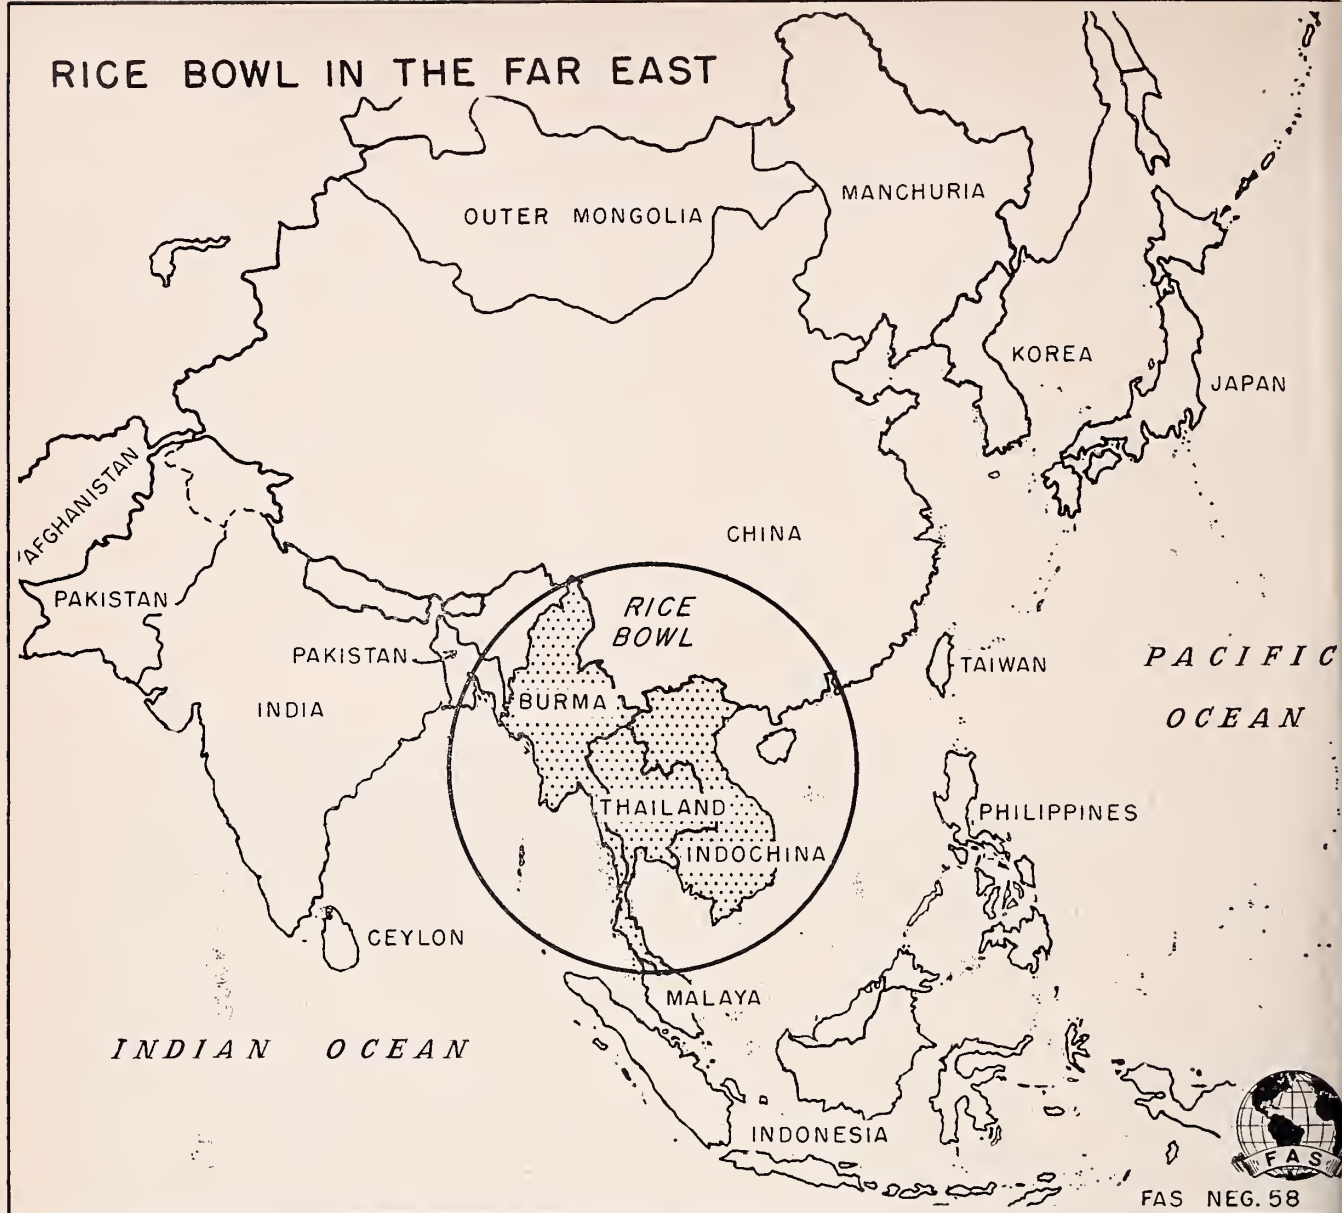 RICE BOWL IN THE FAR EAST
OUTER MONGOLIA
MANCHURIA
KOREA
JAPAN
AFGHANISTAN
CHINA
PAKISTAN
RICE
BOWL
PAKISTAN
TAIWAN
PACIFIC
OCEAN
INDIA
BURMA
THAILAND
PHILIPPINES
INDOCHINA
CEYLON
MALAYA
INDIAN OCEAN
INDONESIA
FAS
FAS NEG. 58